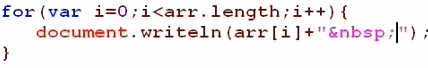 for(var i=0;i<arr.length;i++){
    document.writeln(arr[i]+"&nbsp;");
}